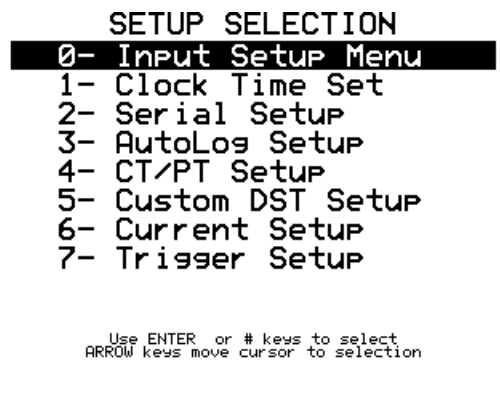 SETUP SELECTION
0- Input Setup Menu
1- Clock Time Set
2- Serial Setup
3- AutoLog Setup
4- CT/PT Setup
5- Custom DST Setup
6- Current Setup
7- Trigger Setup
Use ENTER or # keys to select
ARROW keys move cursor to selection